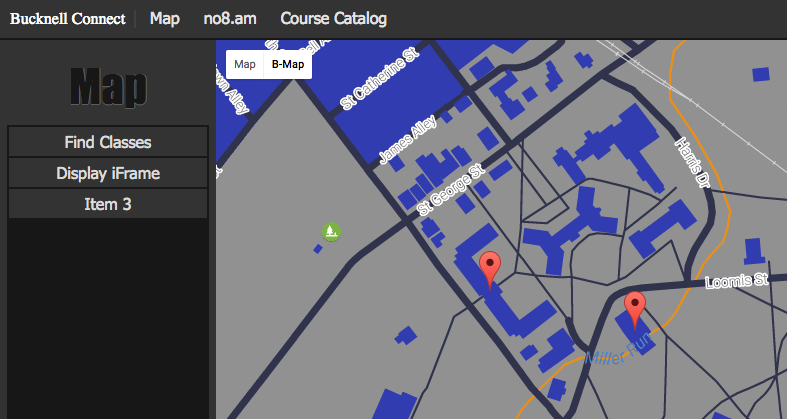 Bucknell Connect
Map
no8.am
Course Catalog
Map
Find Classes
Display iFrame
Item 3
Map
B-Map
St Catherine St
James Alley
St George St
Harris Dr
Loomis St
Miller Run